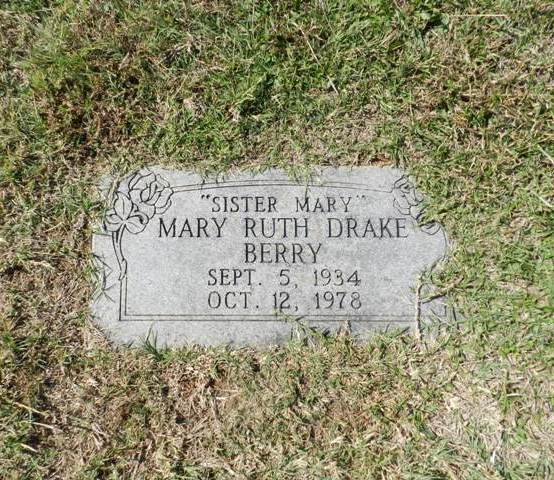 "SISTER MARY"
MARY RUTH DRAKE
BERRY
SEPT. 5, 1934
OCT. 12, 1978